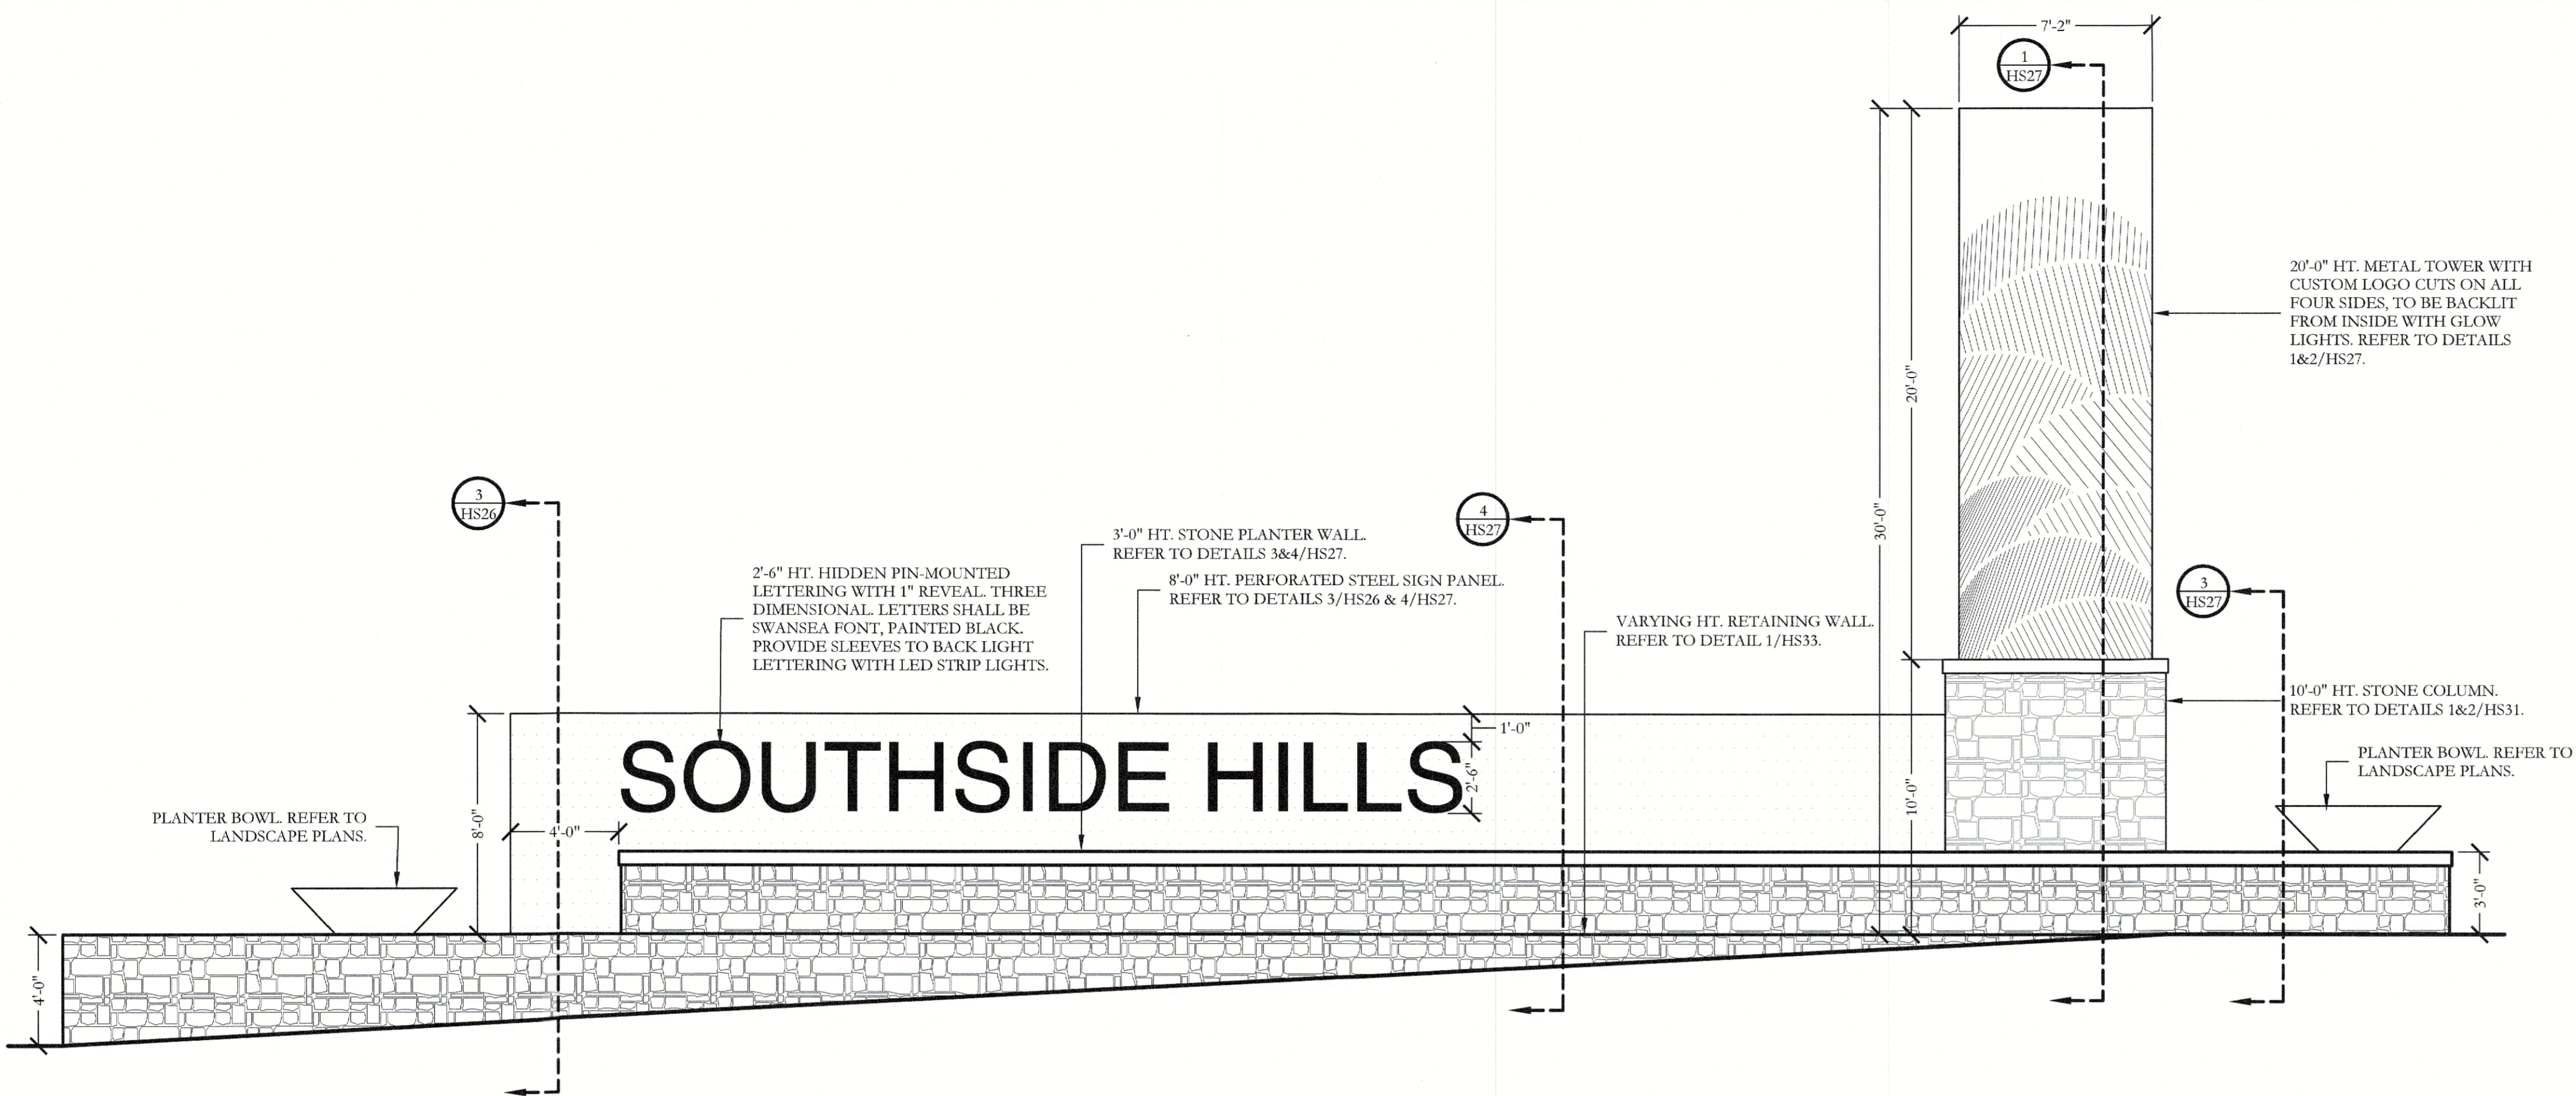 7'-2"
1
HS27
20'-0" HT. METAL TOWER WITH
CUSTOM LOGO CUTS ON ALL
FOUR SIDES, TO BE BACKLIT
FROM INSIDE WITH GLOW
LIGHTS. REFER TO DETAILS
1&2/HS27.
20'-0"
30'-0"
3
HS26
4
HS27
3'-0" HT. STONE PLANTER WALL.
REFER TO DETAILS 3&4/HS27.
2'-6" HT. HIDDEN PIN-MOUNTED
LETTERING WITH 1" REVEAL. THREE
DIMENSIONAL. LETTERS SHALL BE
SWANSEA FONT, PAINTED BLACK.
PROVIDE SLEEVES TO BACK LIGHT
LETTERING WITH LED STRIP LIGHTS.
8'-0" HT. PERFORATED STEEL SIGN PANEL.
REFER TO DETAILS 3/HS26 & 4/HS27.
3
HS27
VARYING HT. RETAINING WALL.
REFER TO DETAIL 1/HS33.
10'-0" HT. STONE COLUMN.
REFER TO DETAILS 1&2/HS31.
1'-0"
SOUTHSIDE HILLS
2'-6"
PLANTER BOWL. REFER TO
LANDSCAPE PLANS.
10'-0"
PLANTER BOWL. REFER TO
LANDSCAPE PLANS.
8'-0"
4'-0"
3'-0"
4'-0"